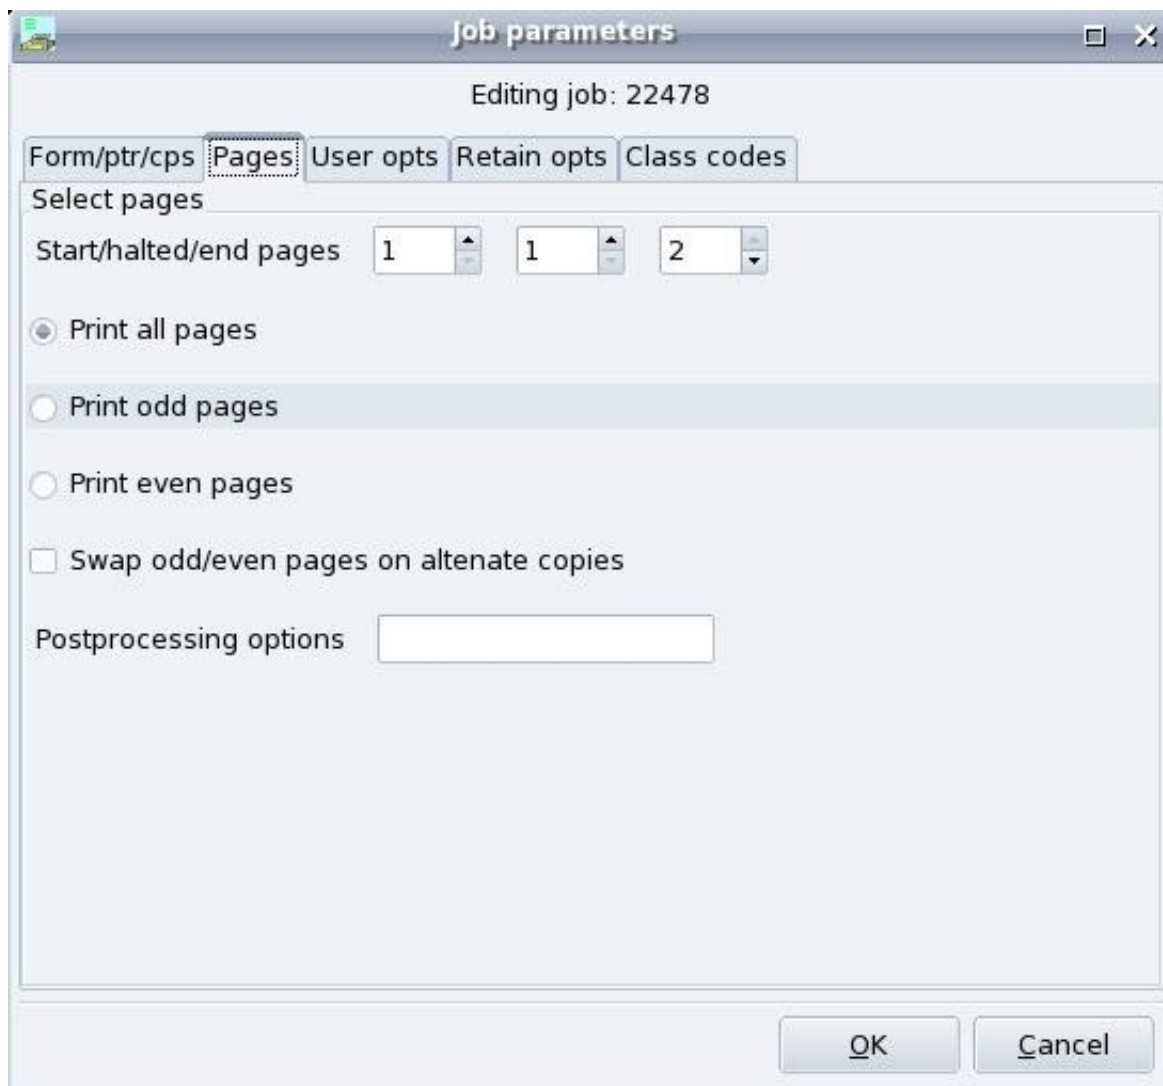 Job parameters
Editing job: 22478
Form/ptr/cps Pages User opts Retain opts Class codes
Select pages
Start/halted/end pages 1 1 2
Print all pages
Print odd pages
Print even pages
Swap odd/even pages on altenate copies
Postprocessing options
OK Cancel